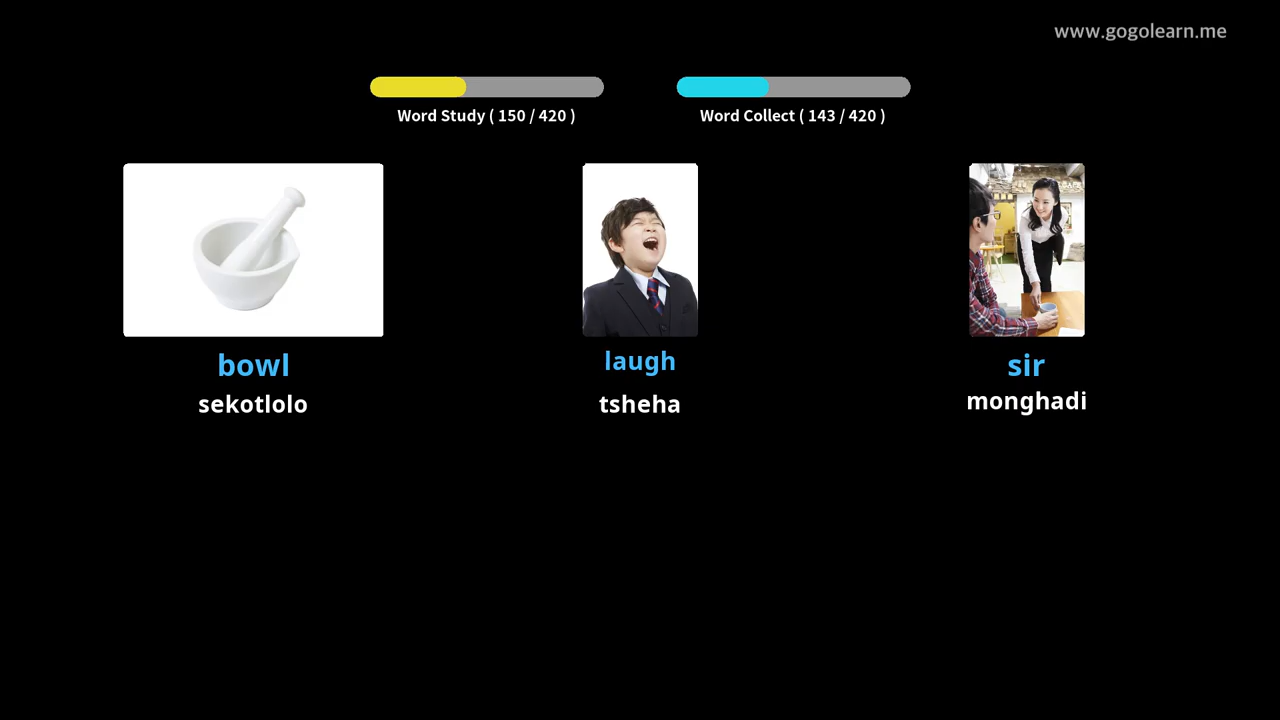 www.gogolearn.me
Word Study ( 150 / 420 )
Word Collect ( 143 / 420 )
bowl
sekotlolo
laugh
tsheha
sir
monghadi